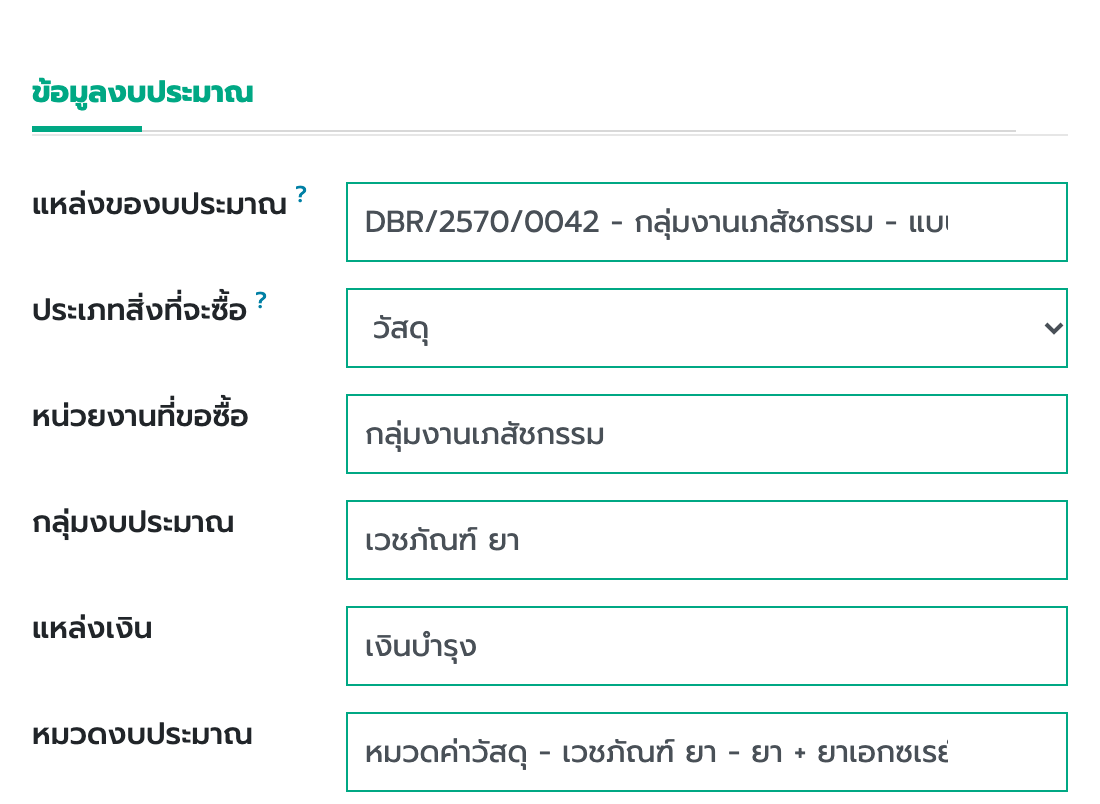 ข้อมูลงบประมาณ
แหล่งของบประมาณ ?
DBR/2570/0042 - กลุ่มงานเภสัชกรรม - แบ
ประเภทสิ่งที่จะซื้อ ?
วัสดุ
หน่วยงานที่ขอซื้อ
กลุ่มงานเภสัชกรรม
กลุ่มงบประมาณ
เวชภัณฑ์ ยา
แหล่งเงิน
เงินบำรุง
หมวดงบประมาณ
หมวดค่าวัสดุ - เวชภัณฑ์ ยา - ยา + ยาเอกซเรย์